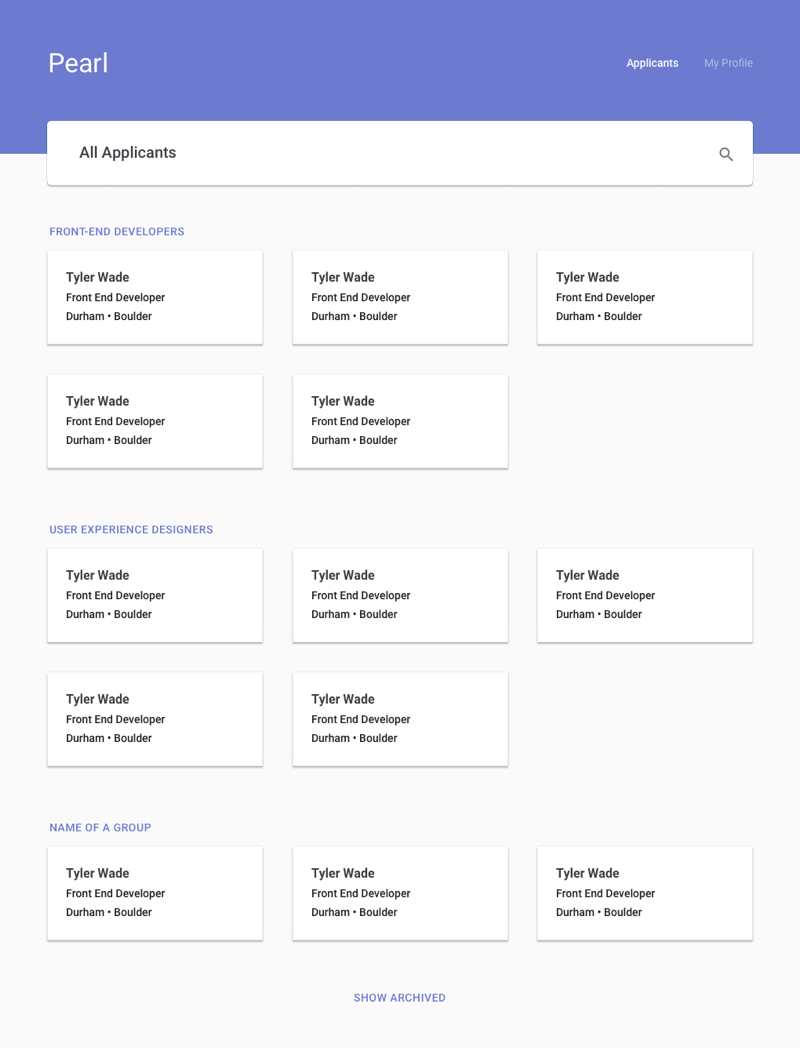 Pearl
Applicants My Profile
All Applicants
FRONT-END DEVELOPERS
Tyler Wade Tyler Wade Tyler Wade
Front End Developer Front End Developer Front End Developer
Durham • Boulder Durham • Boulder Durham • Boulder
Tyler Wade Tyler Wade
Front End Developer Front End Developer
Durham • Boulder Durham • Boulder
USER EXPERIENCE DESIGNERS
Tyler Wade Tyler Wade Tyler Wade
Front End Developer Front End Developer Front End Developer
Durham • Boulder Durham • Boulder Durham • Boulder
Tyler Wade Tyler Wade
Front End Developer Front End Developer
Durham • Boulder Durham • Boulder
NAME OF A GROUP
Tyler Wade Tyler Wade Tyler Wade
Front End Developer Front End Developer Front End Developer
Durham • Boulder Durham • Boulder Durham • Boulder
SHOW ARCHIVED